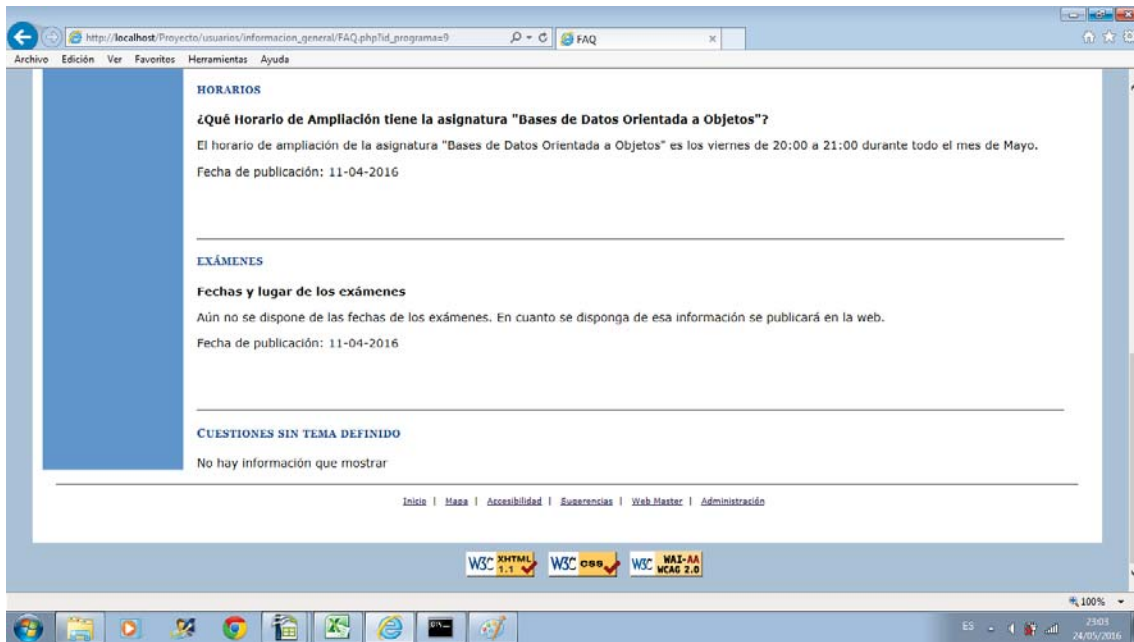 http://localhost/Proyecto/usuarios/informacion_general/FAQ.php?id_programa=9
FAQ
Archivo Edición Ver Favoritos Herramientas Ayuda
HORARIOS
¿Qué Horario de Ampliación tiene la asignatura "Bases de Datos Orientada a Objetos"?
El horario de ampliación de la asignatura "Bases de Datos Orientada a Objetos" es los viernes de 20:00 a 21:00 durante todo el mes de Mayo.
Fecha de publicación: 11-04-2016
EXÁMENES
Fechas y lugar de los exámenes
Aún no se dispone de las fechas de los exámenes. En cuanto se disponga de esa información se publicará en la web.
Fecha de publicación: 11-04-2016
CUESTIONES SIN TEMA DEFINIDO
No hay información que mostrar
Inicio | Mapa | Accesibilidad | Sugerencias | Web Master | Administración
W3C XHTML 1.1 W3C css W3C WAI-AA WCAG 2.0
100%
ES 23:03
24/05/2016